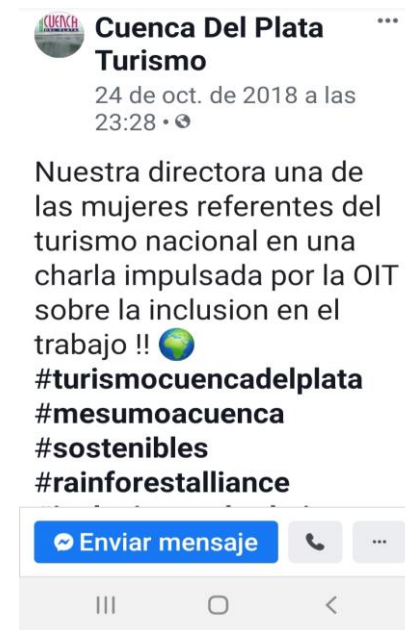 CUENCA
DEL PLATA
Cuenca Del Plata
Turismo
24 de oct. de 2018 a las
23:28 •
Nuestra directora una de
las mujeres referentes del
turismo nacional en una
charla impulsada por la OIT
sobre la inclusion en el
trabajo !!
#turismocuencadelplata
#mesumoacuenca
#sostenibles
#rainforestalliance
Enviar mensaje